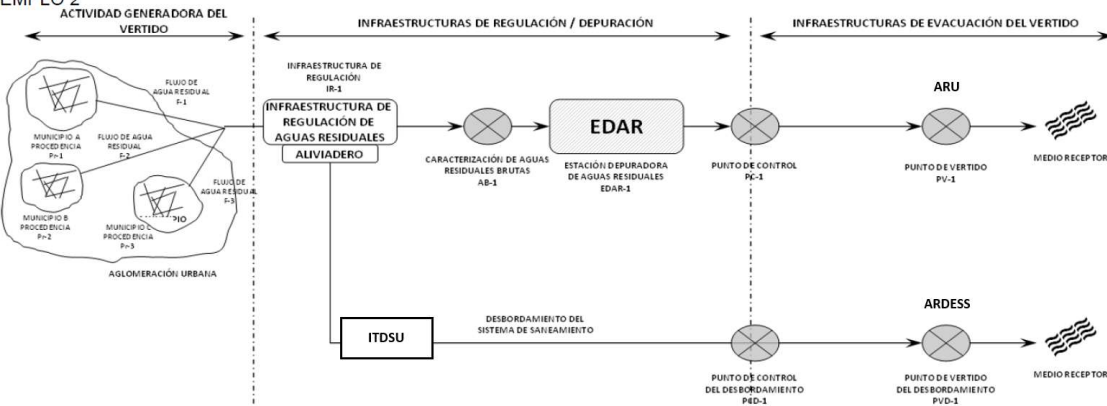 EMPLO 2
ACTIVIDAD GENERADORA DEL
VERTIDO
INFRAESTRUCTURAS DE REGULACIÓN / DEPURACIÓN
INFRAESTRUCTURAS DE EVACUACIÓN DEL VERTIDO
FLUJO DE
AGUA RESIDUAL
F-1
MUNICIPIO A
PROCEDENCIA
Pr-1
FLUJO DE AGUA
RESIDUAL
F-2
MUNICIPIO B
PROCEDENCIA
Pr-2
FLUJO DE
AGUA RESIDUAL
F-3
PIO
MUNICIPIO C
PROCEDENCIA
Pr-3
AGLOMERACIÓN URBANA
INFRAESTRUCTURA DE
REGULACIÓN
IR-1
INFRAESTRUCTURA DE
REGULACIÓN DE
AGUAS RESIDUALES
ALIVIADERO
CARACTERIZACIÓN DE AGUAS
RESIDUALES BRUTAS
AB-1
EDAR
ESTACIÓN DEPURADORA
DE AGUAS RESIDUALES
EDAR-1
PUNTO DE CONTROL
PC-1
ARU
PUNTO DE VERTIDO
PV-1
MEDIO RECEPTOR
ITDSU
DESBORDAMIENTO DEL
SISTEMA DE SANEAMIENTO
PUNTO DE CONTROL
DEL DESBORDAMIENTO
PCD-1
ARDESS
PUNTO DE VERTIDO
DEL DESBORDAMIENTO
PVD-1
MEDIO RECEPTOR